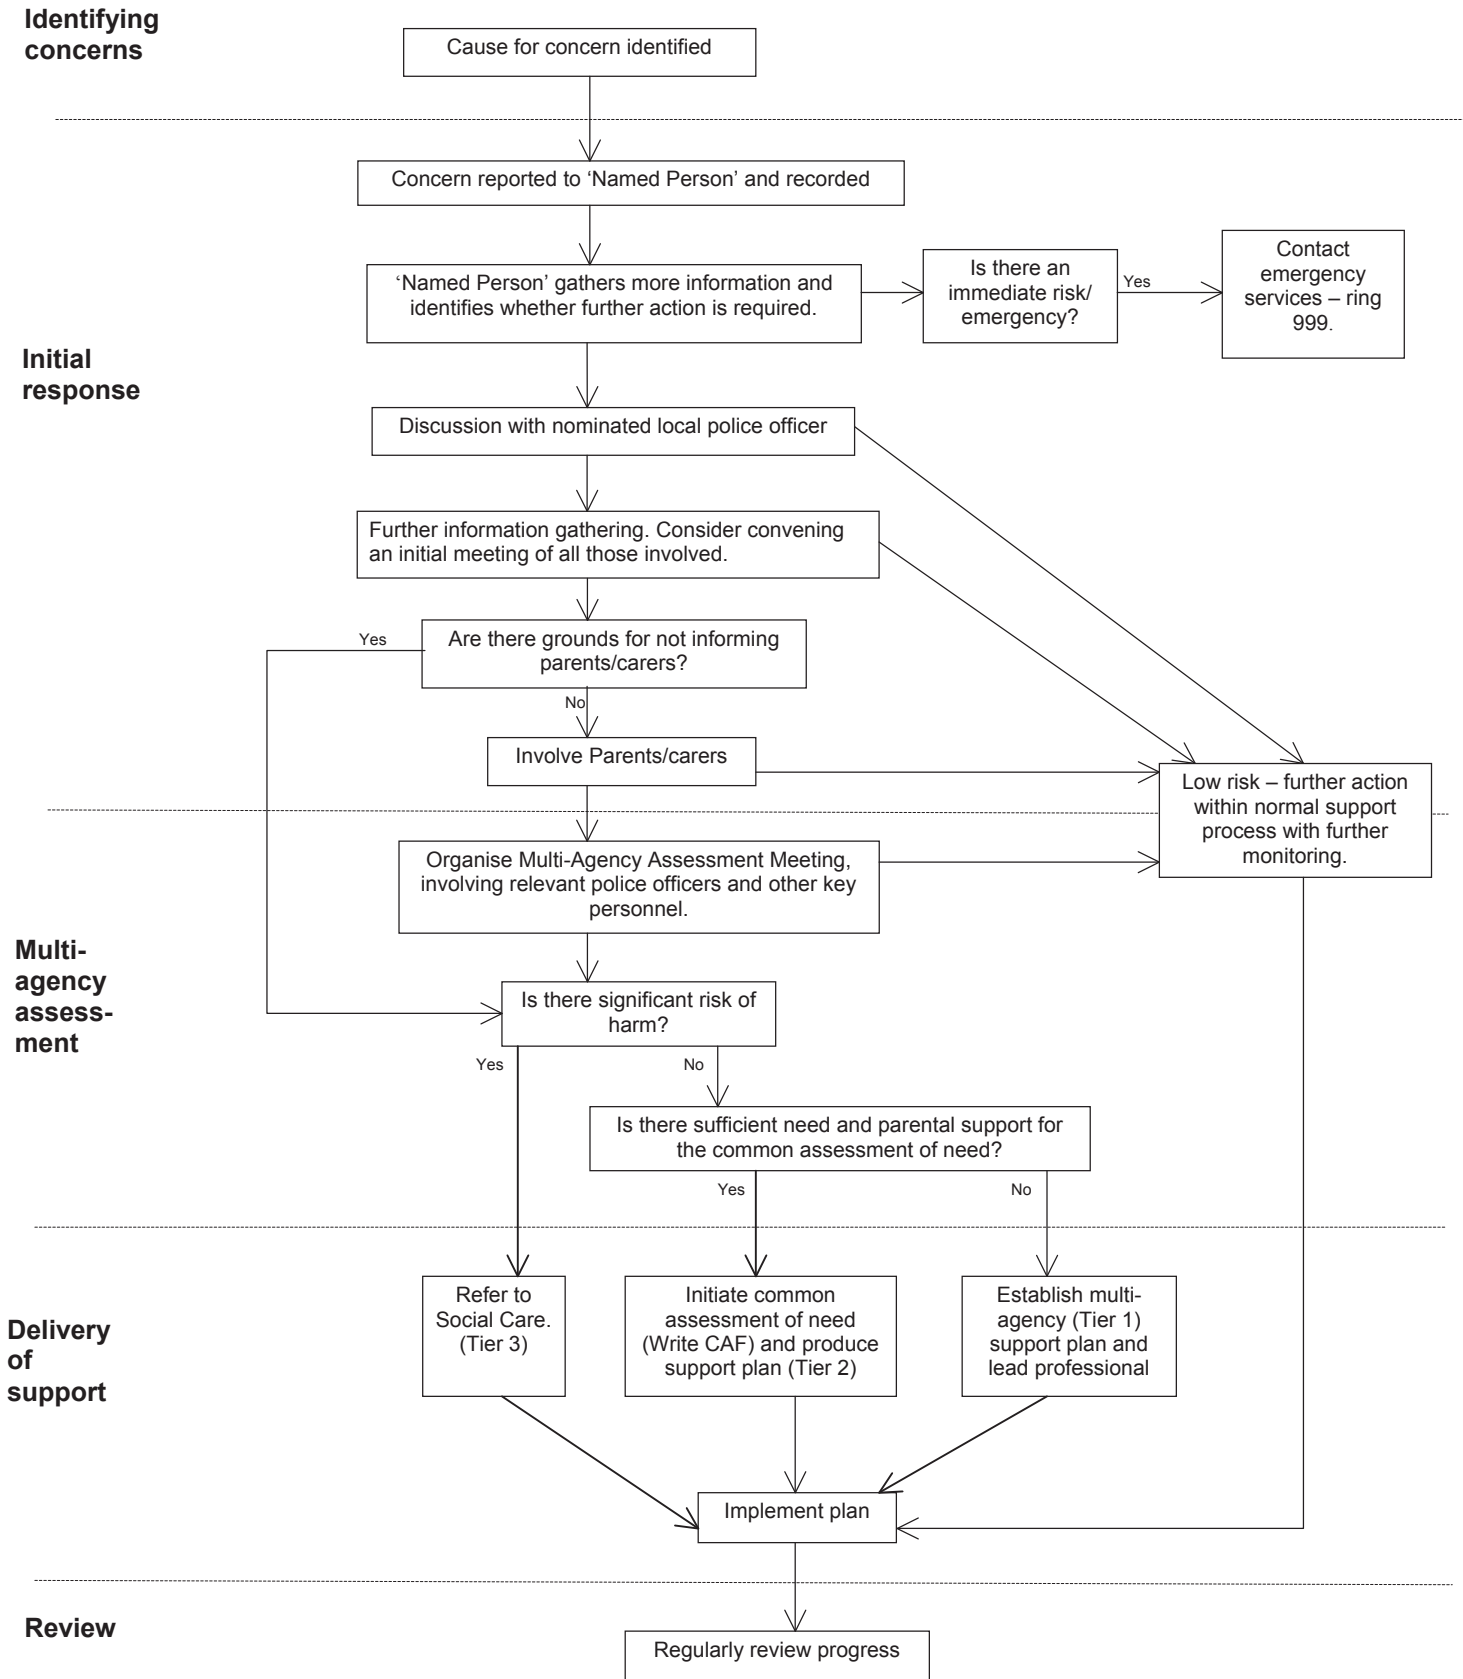 Identifying
concerns
Cause for concern identified
Concern reported to ‘Named Person’ and recorded
‘Named Person’ gathers more information and
identifies whether further action is required.
Is there an
immediate risk/
emergency?
Yes
Contact
emergency
services – ring
999.
Initial
response
Discussion with nominated local police officer
Further information gathering. Consider convening
an initial meeting of all those involved.
Yes
Are there grounds for not informing
parents/carers?
No
Involve Parents/carers
Low risk – further action
within normal support
process with further
monitoring.
Organise Multi-Agency Assessment Meeting,
involving relevant police officers and other key
personnel.
Multi-
agency
assess-
ment
Is there significant risk of
harm?
Yes
No
Is there sufficient need and parental support for
the common assessment of need?
Yes
No
Delivery
of
support
Refer to
Social Care.
(Tier 3)
Initiate common
assessment of need
(Write CAF) and produce
support plan (Tier 2)
Establish multi-
agency (Tier 1)
support plan and
lead professional
Implement plan
Review
Regularly review progress